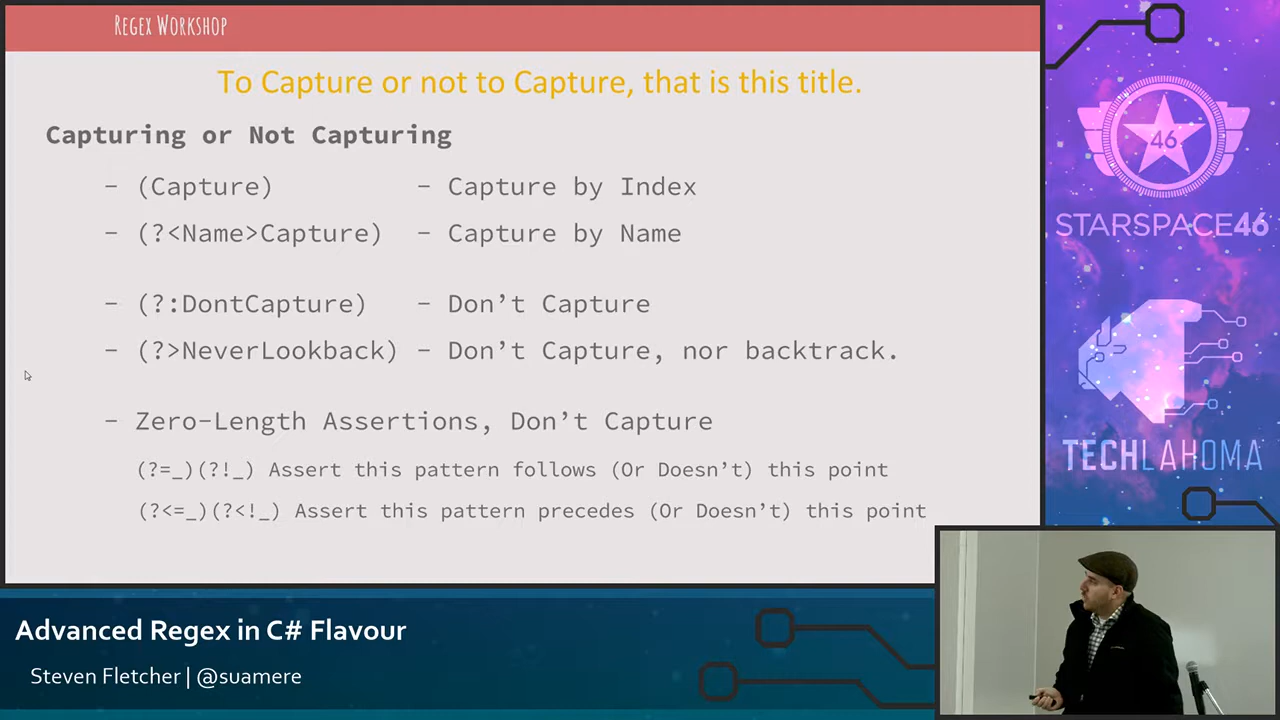 Regex Workshop
To Capture or not to Capture, that is this title.
Capturing or Not Capturing
– (Capture) – Capture by Index
– (?<Name>Capture) – Capture by Name
– (?:DontCapture) – Don’t Capture
– (?>NeverLookback) – Don’t Capture, nor backtrack.
– Zero-Length Assertions, Don’t Capture
(?=_)(?!_) Assert this pattern follows (Or Doesn’t) this point
(?<=_)(?<!_) Assert this pattern precedes (Or Doesn’t) this point
46
STARSPACE46
TECHLAHOMA
Advanced Regex in C# Flavour
Steven Fletcher | @suamere